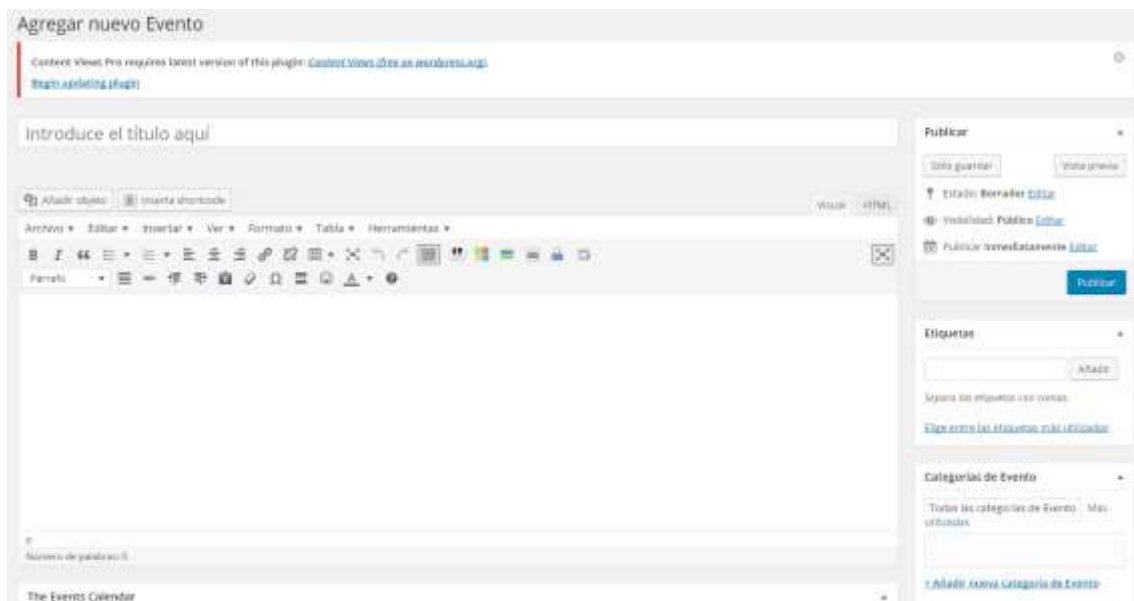 Agregar nuevo Evento
Content Views Pro requires latest version of this plugin: Content Views (free on wordpress.org).
Begin updating plugin
Introduce el título aquí
Añadir objeto Inserta shortcode
Visual HTML
Archivo Editar Insertar Ver Formato Tabla Herramientas
Párrafo
p
Número de palabras: 0
The Events Calendar
Publicar
Sólo guardar Vista previa
Estado: Borrador Editar
Visibilidad: Público Editar
Publicar inmediatamente Editar
Publicar
Etiquetas
Añadir
Separa las etiquetas con comas.
Elige entre las etiquetas más utilizadas
Categorías de Evento
Todas las categorías de Evento Más
utilizadas
+ Añadir nueva categoría de Evento